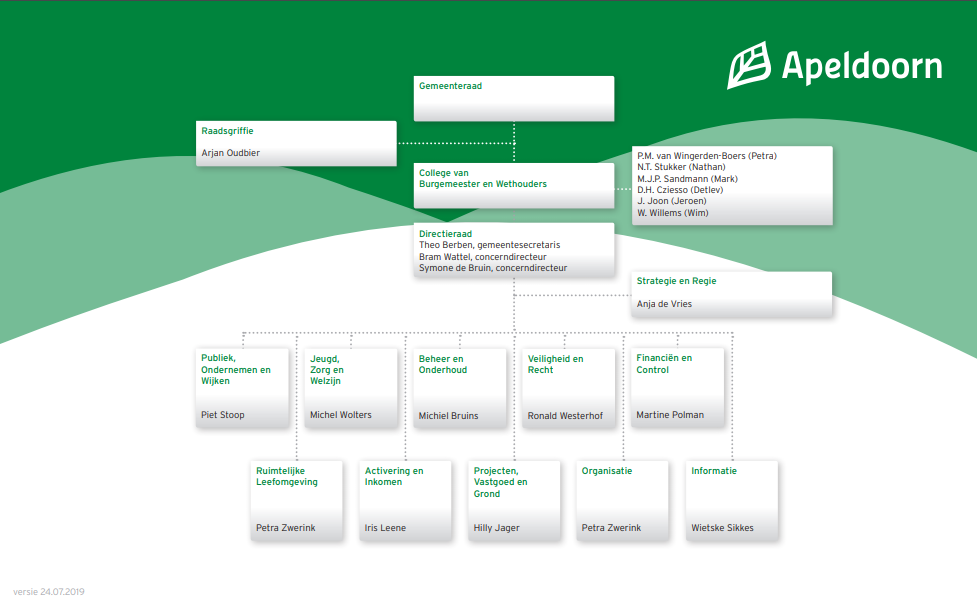 Apeldoorn
Gemeenteraad
Raadsgriffie
Arjan Oudbier
College van
Burgemeester en Wethouders
P.M. van Wingerden-Boers (Petra)
N.T. Stukker (Nathan)
M.J.P. Sandmann (Mark)
D.H. Cziesso (Detlev)
J. Joon (Jeroen)
W. Willems (Wim)
Directieraad
Theo Berben, gemeentesecretaris
Bram Wattel, concerndirecteur
Symone de Bruin, concerndirecteur
Strategie en Regie
Anja de Vries
Publiek,
Ondernemen en
Wijken
Piet Stoop
Jeugd,
Zorg en
Welzijn
Michel Wolters
Beheer en
Onderhoud
Michiel Bruins
Veiligheid en
Recht
Ronald Westerhof
Financiën en
Control
Martine Polman
Ruimtelijke
Leefomgeving
Petra Zwerink
Activering en
Inkomen
Iris Leene
Projecten,
Vastgoed en
Grond
Hilly Jager
Organisatie
Petra Zwerink
Informatie
Wietske Sikkes
versie 24.07.2019